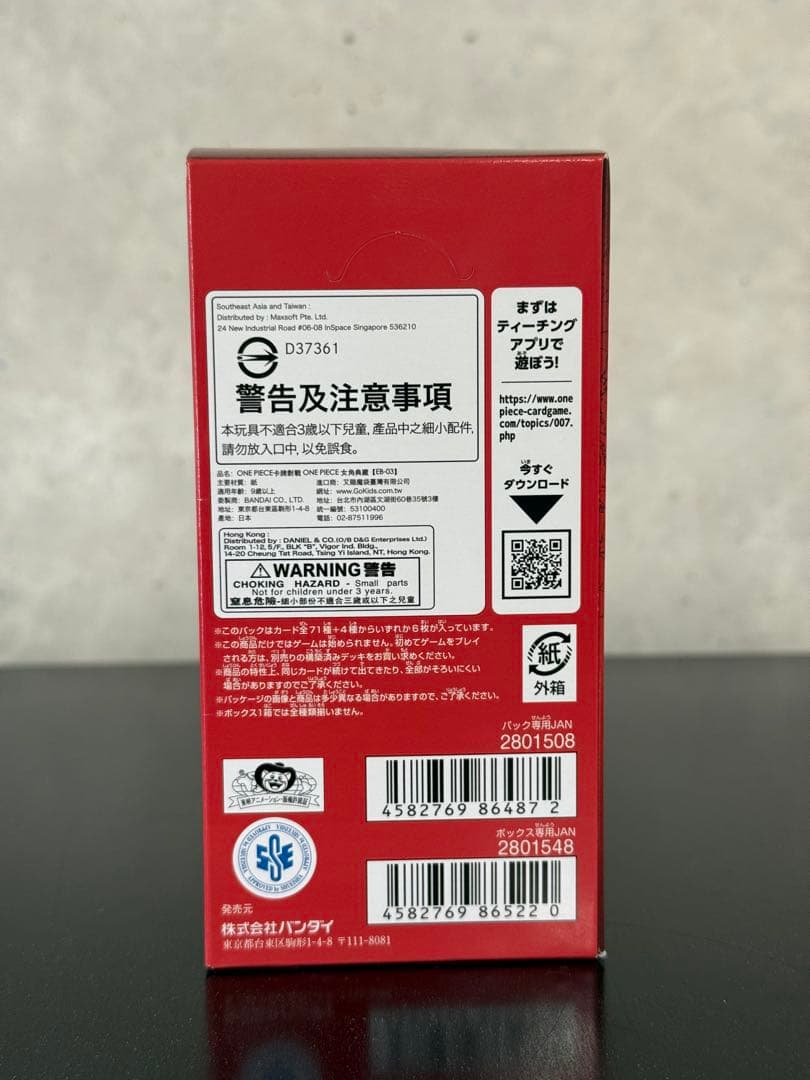 Southeast Asia and Taiwan :
Distributed by : Maxsoft Pte. Ltd.
24 New Industrial Road #06-08 InSpace Singapore 536210
D37361
警告及注意事項
本玩具不適合3歲以下兒童,產品中之細小配件,
請勿放入口中,以免誤食。
品名: ONE PIECE卡牌對戰 ONE PIECE 女角典藏【EB-03】
主要材質: 紙
適用年齡: 9歲以上
委製商: BANDAI CO., LTD.
地址: 東京都台東區駒形1-4-8
產地: 日本
網址: www.GoKids.com.tw
地址: 台北市內湖區文湖街60巷35號3樓
統一編號: 53100400
電話: 02-87511996
Hong Kong :
Distributed by : DANIEL & CO.(O/B D&G Enterprises Ltd.)
Room 1-12, 5/F., BLK "B", Vigor Ind. Bldg.,
14-20 Cheung Tat Road, Tsing Yi Island, NT, Hong Kong.
WARNING 警告
CHOKING HAZARD - Small parts
Not for children under 3 years.
窒息危險-細小部份不適合三歲或以下之兒童
まずは
ティーチング
アプリで
遊ぼう!
https://www.one
piece-cardgame.
com/topics/007.
php
今すぐ
ダウンロード
※このパックはカード全71種+4種からいずれか6枚が入っています。
※この商品だけではゲームは始められません。初めてゲームをプレイ
される方は、別売りの構築済みデッキをお買い求めください。
※商品の特性上、同じカードが続けて出てきたり、全部がそろいにくい
場合がありますのでご了承ください。
※パッケージの画像と商品は多少異なる場合がありますので、ご了承ください。
※ボックス1箱では全種類揃いません。
紙
外箱
パック専用JAN
2801508
4582769 86487 2
ボックス専用JAN
2801548
4582769 86522 0
東映アニメーション・版権許諾証
発売元
株式会社バンダイ
東京都台東区駒形1-4-8 〒111-8081